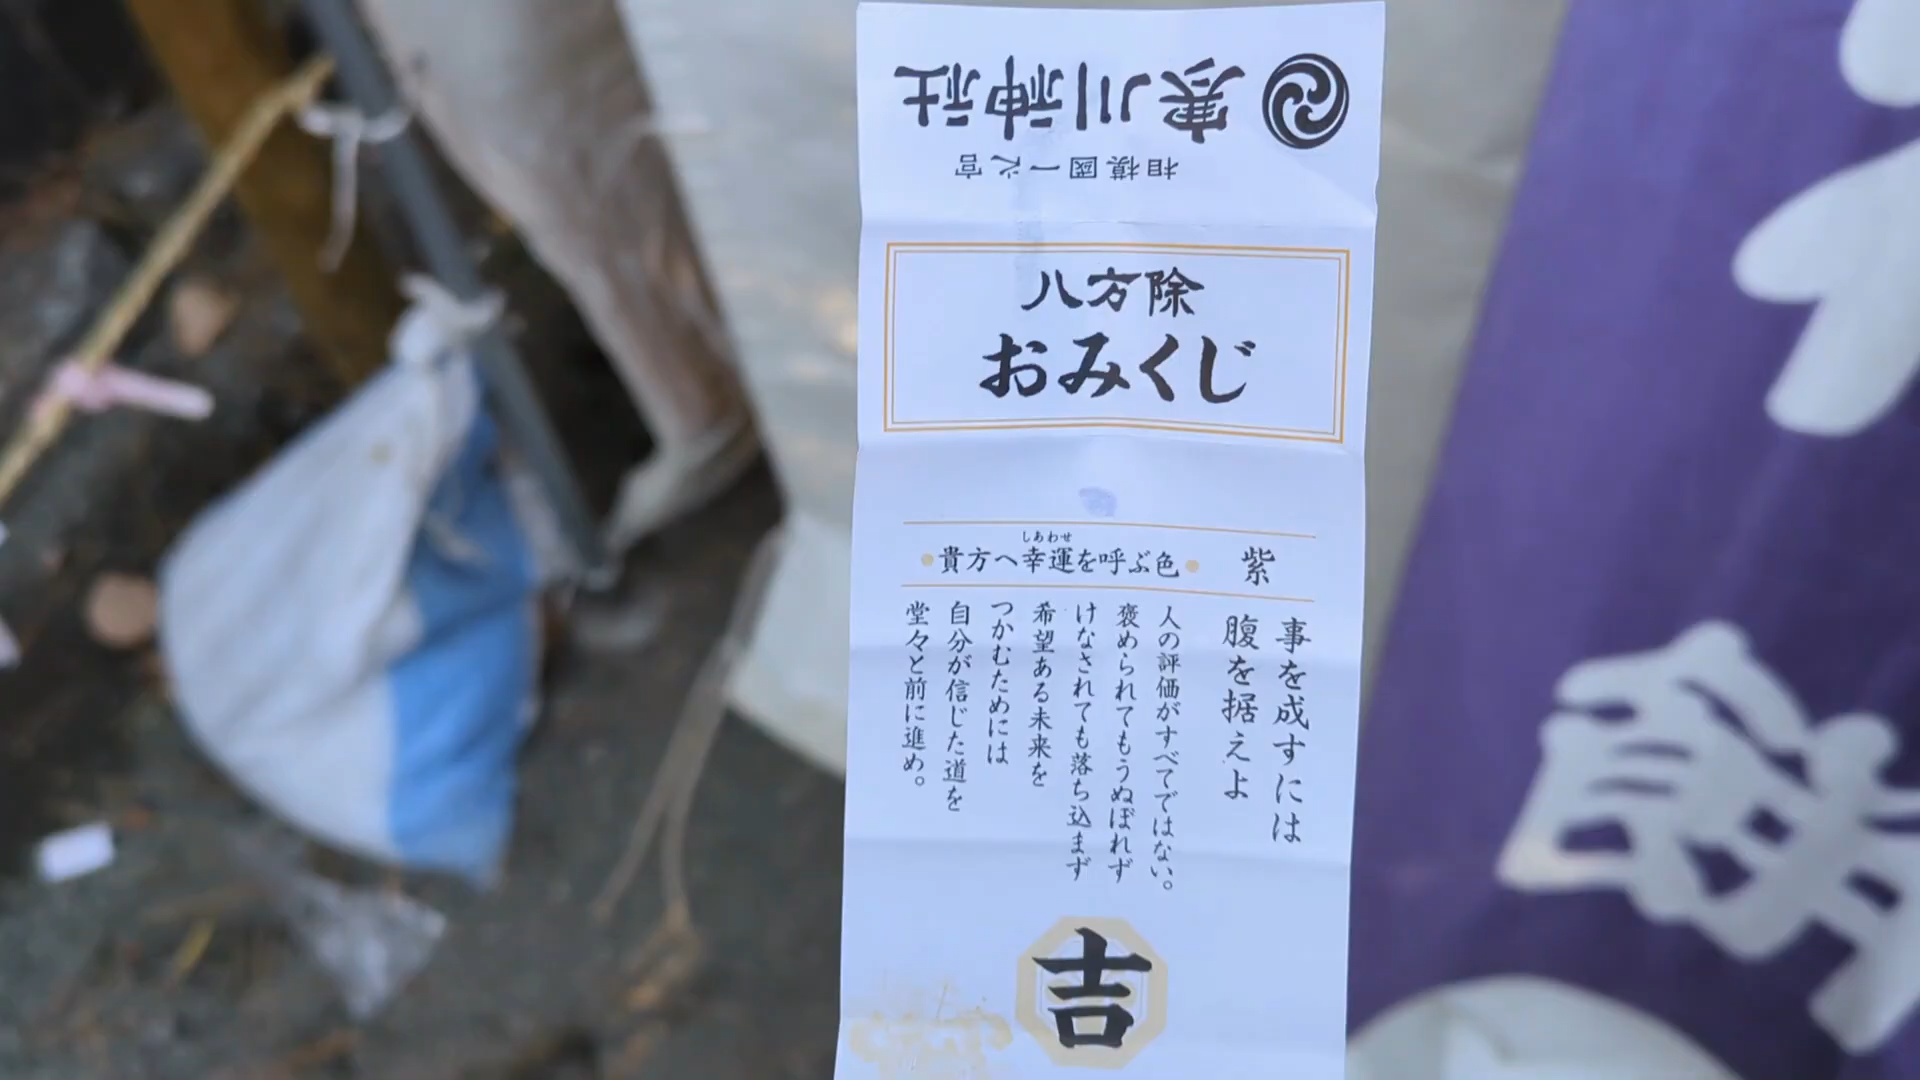 寒川神社
相模國一之宮
八方除
おみくじ
しあわせ
貴方へ幸運を呼ぶ色
紫
事を成すには
腹を据えよ
人の評価がすべてではない。
褒められてもうぬぼれず
けなされても落ち込まず
希望ある未来を
つかむためには
自分が信じた道を
堂々と前に進め。
吉
餅